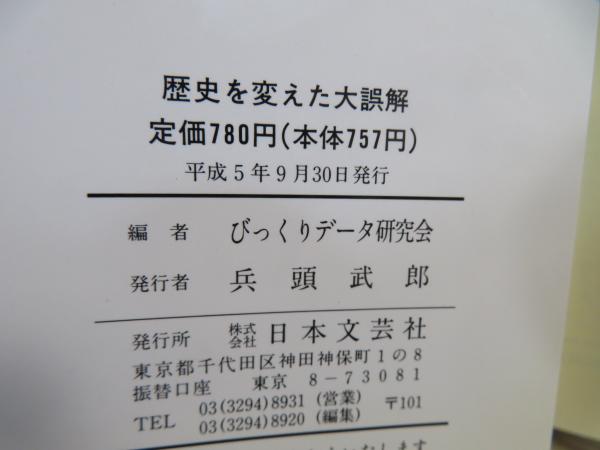 歴史を変えた大誤解
定価780円(本体757円)
平成5年9月30日発行
編者 びっくりデータ研究会
発行者 兵頭武郎
発行所 株式会社 日本文芸社
東京都千代田区神田神保町1の8
振替口座 東京 8-73081
TEL 03(3294)8931(営業) 〒101
03(3294)8920(編集)